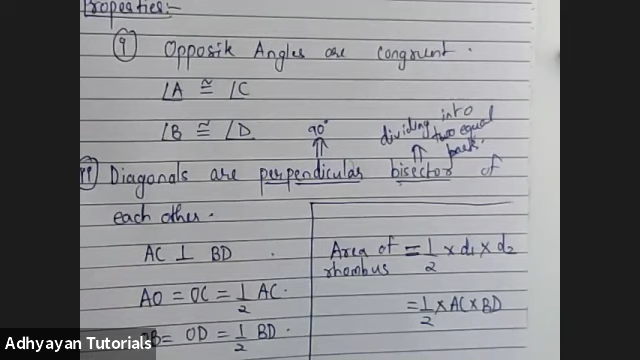 Properties:-
(i) Opposite Angles are congruent.
∠A ≅ ∠C
∠B ≅ ∠D
90°
dividing into
two equal
parts.
(ii) Diagonals are perpendicular bisector of
each other.
AC ⊥ BD
AO = OC = 1/2 AC.
OB = OD = 1/2 BD.
Area of rhombus = 1/2 × d1 × d2
= 1/2 × AC × BD
Adhyayan Tutorials